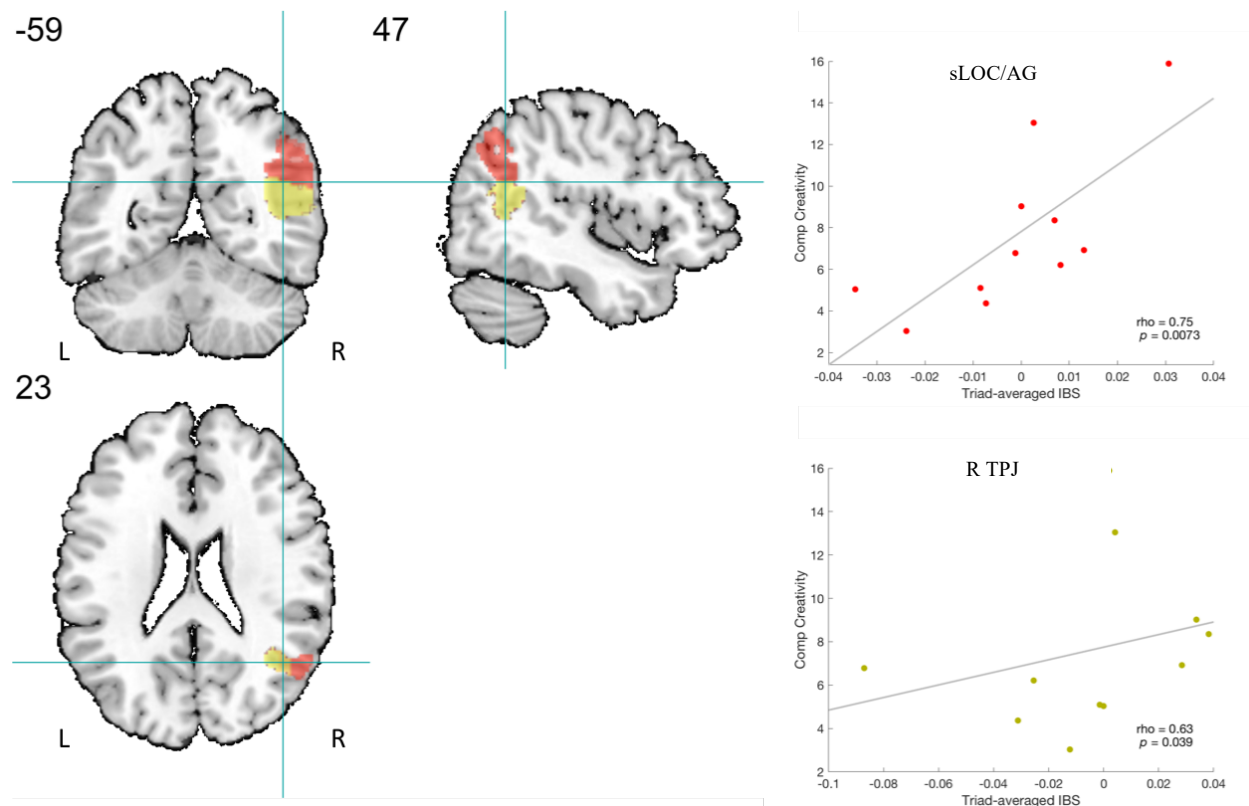 -59
47
L
R
23
L
R
sLOC/AG
16
14
12
10
8
6
4
2
Comp Creativity
rho = 0.75
p = 0.0073
-0.04
-0.03
-0.02
-0.01
0
0.01
0.02
0.03
0.04
Triad-averaged IBS
R TPJ
16
14
12
10
8
6
4
2
Comp Creativity
rho = 0.63
p = 0.039
-0.1
-0.08
-0.06
-0.04
-0.02
0
0.02
0.04
Triad-averaged IBS